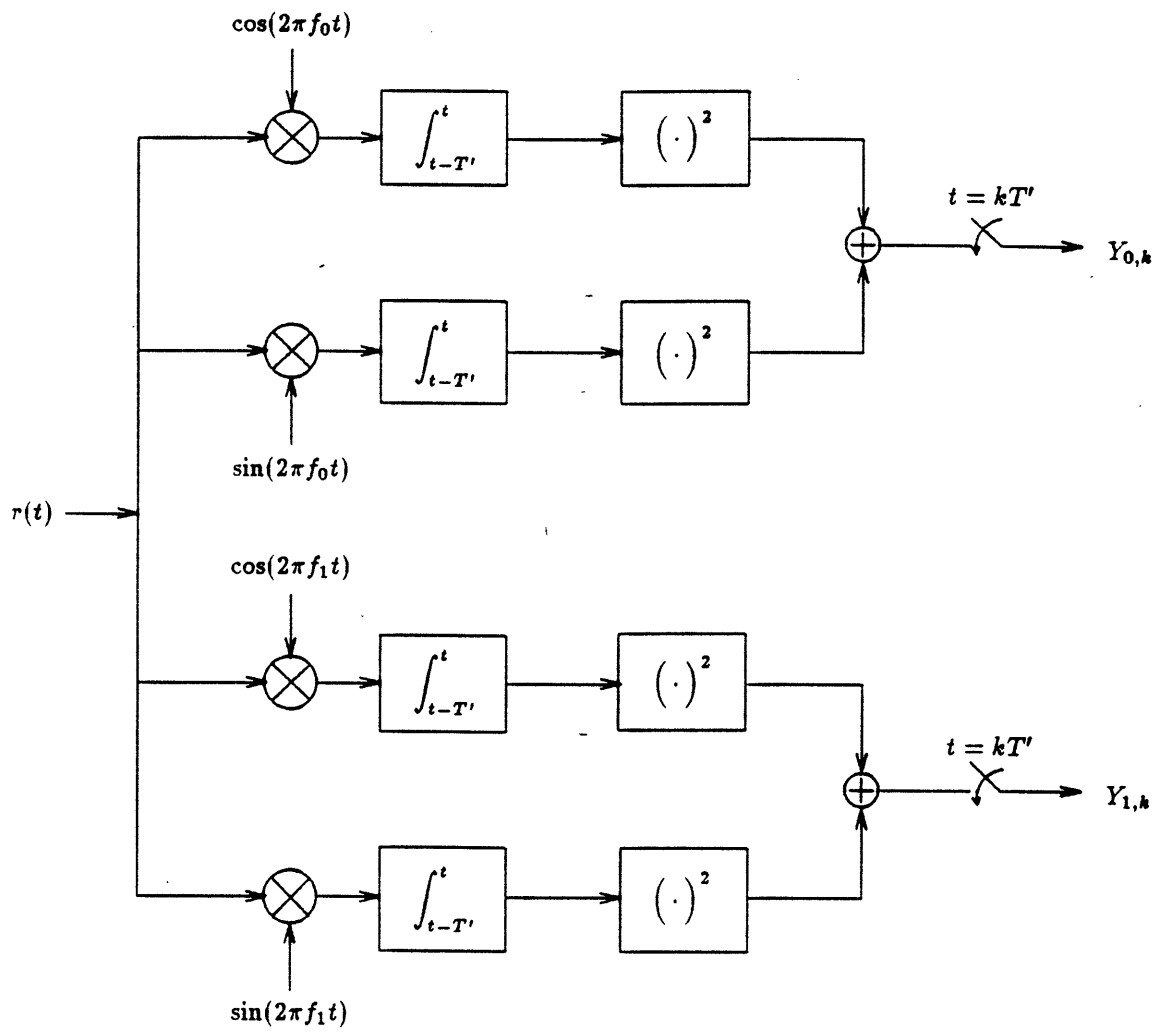 cos(2πf₀t)
∫ₜ₋T′ᵗ
(·)²
t = kT′
Y₀,ₖ
∫ₜ₋T′ᵗ
(·)²
sin(2πf₀t)
r(t)
cos(2πf₁t)
∫ₜ₋T′ᵗ
(·)²
t = kT′
Y₁,ₖ
∫ₜ₋T′ᵗ
(·)²
sin(2πf₁t)